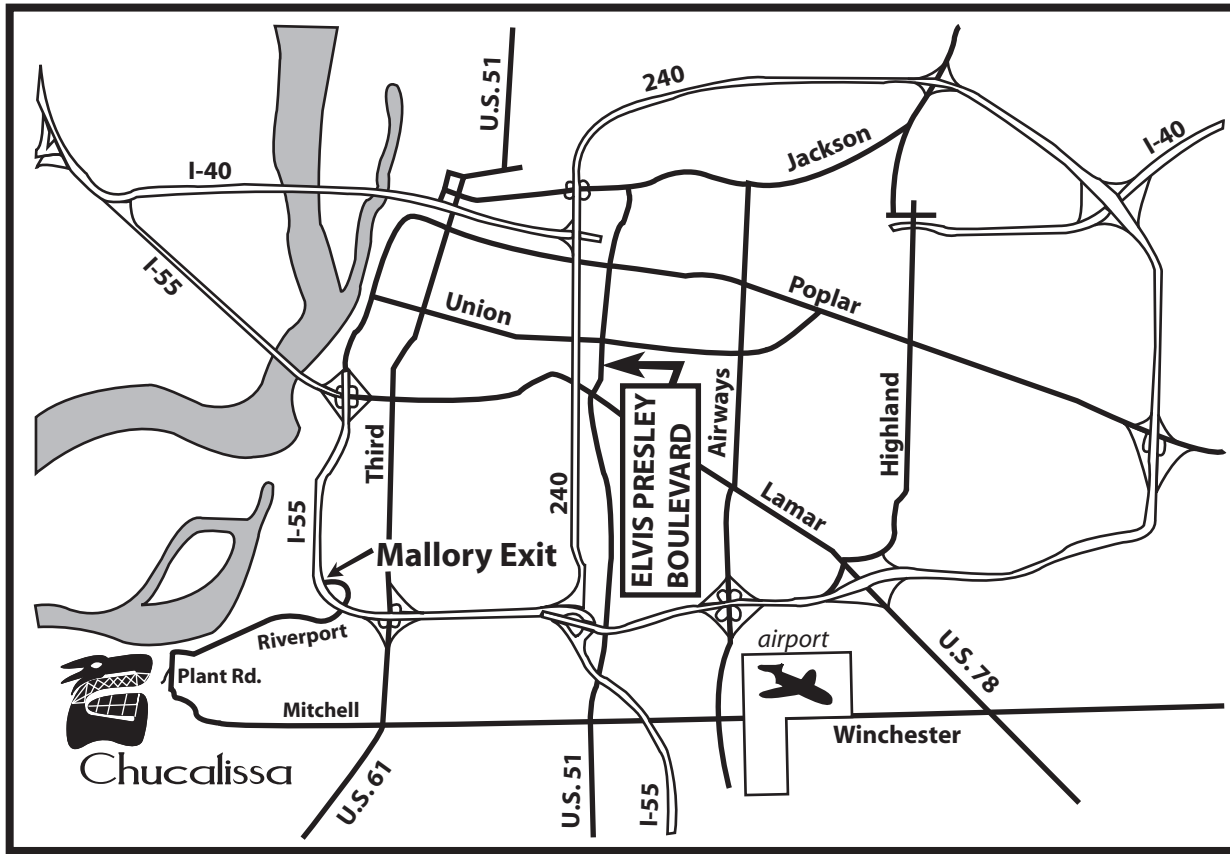 U.S. 51
240
I-40
Jackson
I-40
I-55
Union
Poplar
ELVIS PRESLEY
BOULEVARD
Airways
Highland
Third
I-55
240
Lamar
Mallory Exit
Riverport
Plant Rd.
airport
U.S. 78
Mitchell
Winchester
Chucalissa
U.S. 61
U.S. 51
I-55